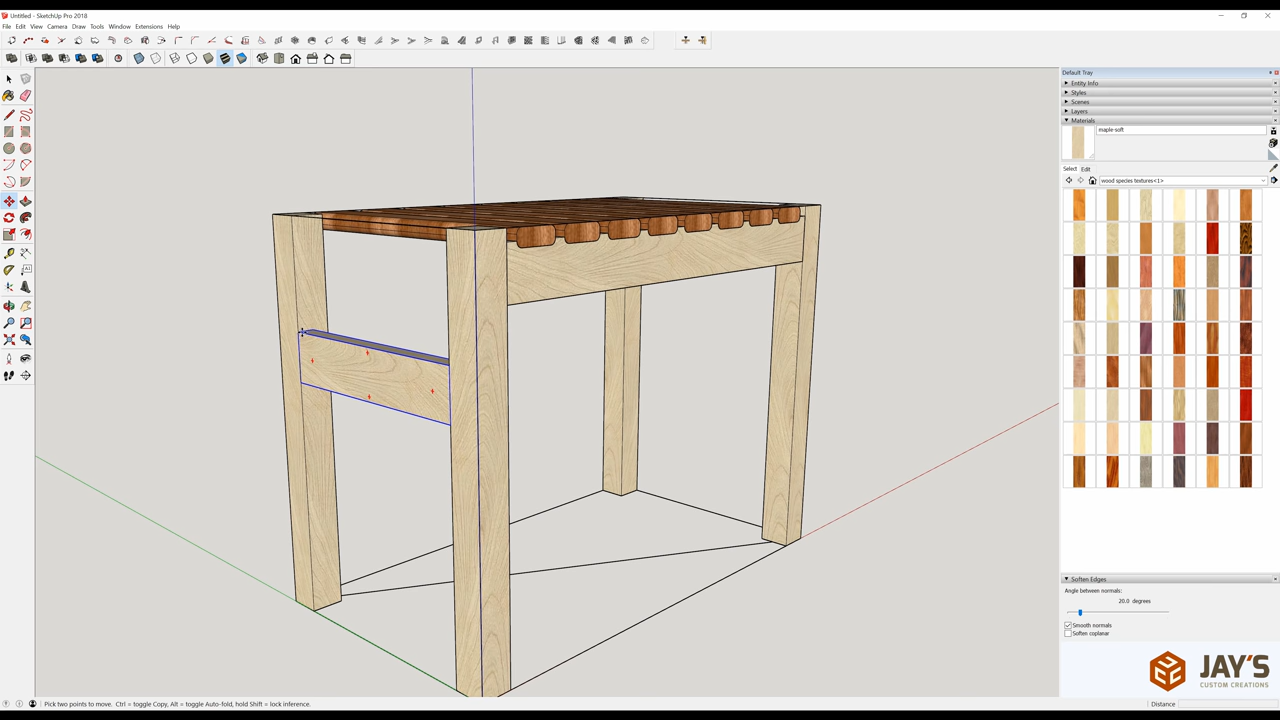 Untitled - SketchUp Pro 2018
File Edit View Camera Draw Tools Window Extensions Help
Default Tray
Entity Info
Styles
Scenes
Layers
Materials
maple-soft
Select Edit
wood species textures<1>
Soften Edges
Angle between normals:
20.0 degrees
Smooth normals
Soften coplanar
JAY'S
CUSTOM CREATIONS
Pick two points to move. Ctrl = toggle Copy, Alt = toggle Auto-fold, hold Shift = lock inference.
Distance